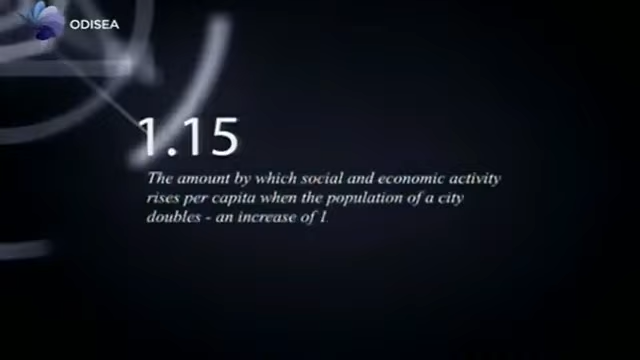 ODISEA
1.15
The amount by which social and economic activity
rises per capita when the population of a city
doubles - an increase of 1